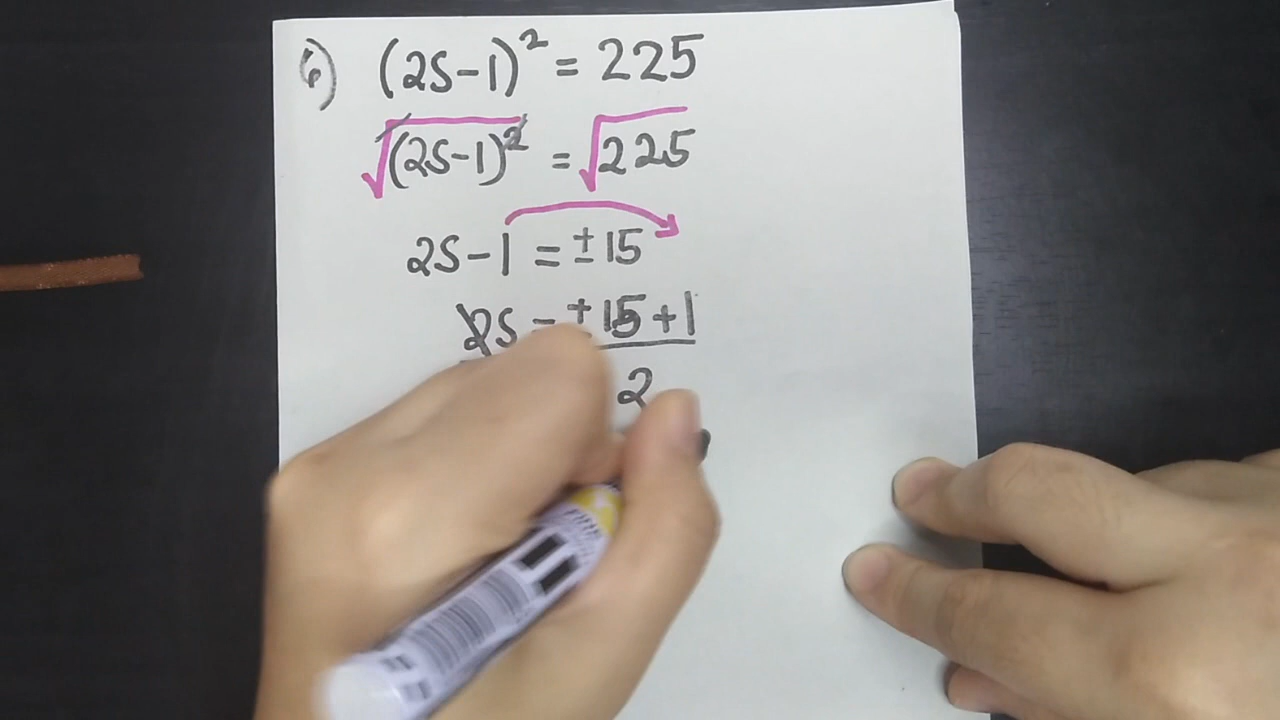 6) (2s-1)² = 225
√(2s-1)² = √225
2s-1 = ±15
2s = ±15+1
2